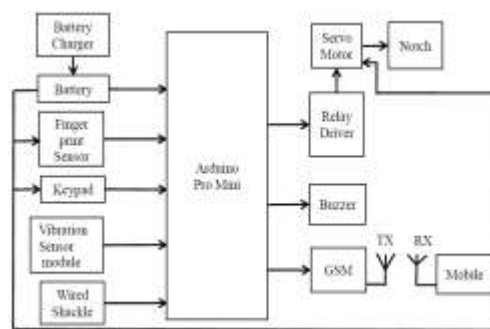 Battery
Charger
Battery
Finget
print
Sensor
Keypad
Vibration
Sensor
module
Wired
Shackle
Arduino
Pro Mini
Servo
Motor
Notch
Relay
Driver
Buzzer
GSM
TX
RX
Mobile